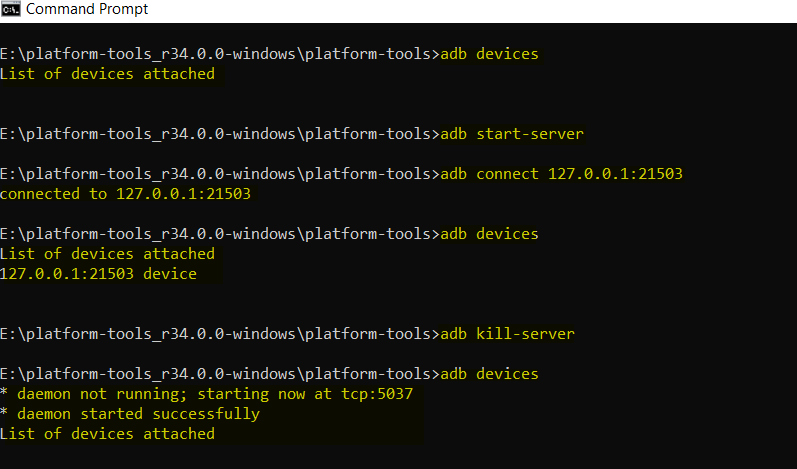 Command Prompt
E:\platform-tools_r34.0.0-windows\platform-tools>adb devices
List of devices attached
E:\platform-tools_r34.0.0-windows\platform-tools>adb start-server
E:\platform-tools_r34.0.0-windows\platform-tools>adb connect 127.0.0.1:21503
connected to 127.0.0.1:21503
E:\platform-tools_r34.0.0-windows\platform-tools>adb devices
List of devices attached
127.0.0.1:21503 device
E:\platform-tools_r34.0.0-windows\platform-tools>adb kill-server
E:\platform-tools_r34.0.0-windows\platform-tools>adb devices
* daemon not running; starting now at tcp:5037
* daemon started successfully
List of devices attached